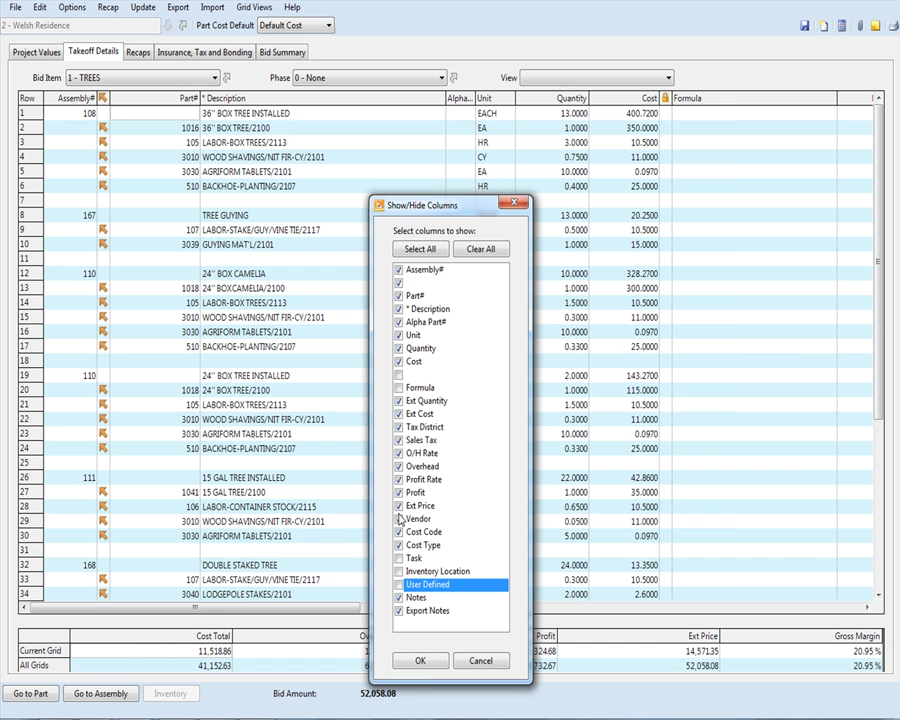 File Edit Options Recap Update Export Import Grid Views Help
2 - Welsh Residence Part Cost Default Default Cost
Project Values Takeoff Details Recaps Insurance, Tax and Bonding Bid Summary
Bid Item 1 - TREES Phase 0 - None View
Row Assembly# Part# * Description Alpha... Unit Quantity Cost Formula
1 108 36" BOX TREE INSTALLED EACH 13.0000 400.7200
2 1016 36" BOX TREE/2100 EA 1.0000 350.0000
3 105 LABOR-BOX TREES/2113 HR 3.0000 10.5000
4 3010 WOOD SHAVINGS/NIT FIR-CY/2101 CY 0.7500 11.0000
5 3030 AGRIFORM TABLETS/2101 EA 10.0000 0.0970
6 510 BACKHOE-PLANTING/2107 HR 0.4000 25.0000
7
8 167 TREE GUYING 13.0000 20.2500
9 107 LABOR-STAKE/GUY/VINE TIE/2117 0.5000 10.5000
10 3039 GUYING MAT'L/2101 1.0000 15.0000
11
12 110 24" BOX CAMELIA 10.0000 328.2700
13 1018 24" BOXCAMELIA/2100 1.0000 300.0000
14 105 LABOR-BOX TREES/2113 1.5000 10.5000
15 3010 WOOD SHAVINGS/NIT FIR-CY/2101 0.3000 11.0000
16 3030 AGRIFORM TABLETS/2101 10.0000 0.0970
17 510 BACKHOE-PLANTING/2107 0.3300 25.0000
18
19 110 24" BOX TREE INSTALLED 2.0000 143.2700
20 1018 24" BOX TREE/2100 1.0000 115.0000
21 105 LABOR-BOX TREES/2113 1.5000 10.5000
22 3010 WOOD SHAVINGS/NIT FIR-CY/2101 0.3000 11.0000
23 3030 AGRIFORM TABLETS/2101 10.0000 0.0970
24 510 BACKHOE-PLANTING/2107 0.3300 25.0000
25
26 111 15 GAL TREE INSTALLED 22.0000 42.8600
27 1041 15 GAL TREE/2100 1.0000 35.0000
28 106 LABOR-CONTAINER STOCK/2115 0.6500 10.5000
29 3010 WOOD SHAVINGS/NIT FIR-CY/2101 0.0500 11.0000
30 3030 AGRIFORM TABLETS/2101 5.0000 0.0970
31
32 168 DOUBLE STAKED TREE 24.0000 13.3500
33 107 LABOR-STAKE/GUY/VINE TIE/2117 0.3000 10.5000
34 3040 LODGEPOLE STAKES/2101 2.0000 2.6000
Show/Hide Columns
Select columns to show:
Select All Clear All
Assembly#
Part#
* Description
Alpha Part#
Unit
Quantity
Cost
Formula
Ext Quantity
Ext Cost
Tax District
Sales Tax
O/H Rate
Overhead
Profit Rate
Profit
Ext Price
Vendor
Cost Code
Cost Type
Task
Inventory Location
User Defined
Notes
Export Notes
OK Cancel
Cost Total Profit Ext Price Gross Margin
Current Grid 11,518.86 324.68 14,571.35 20.95 %
All Grids 41,152.63 732.67 52,058.08 20.95 %
Go to Part Go to Assembly Inventory Bid Amount: 52,058.08